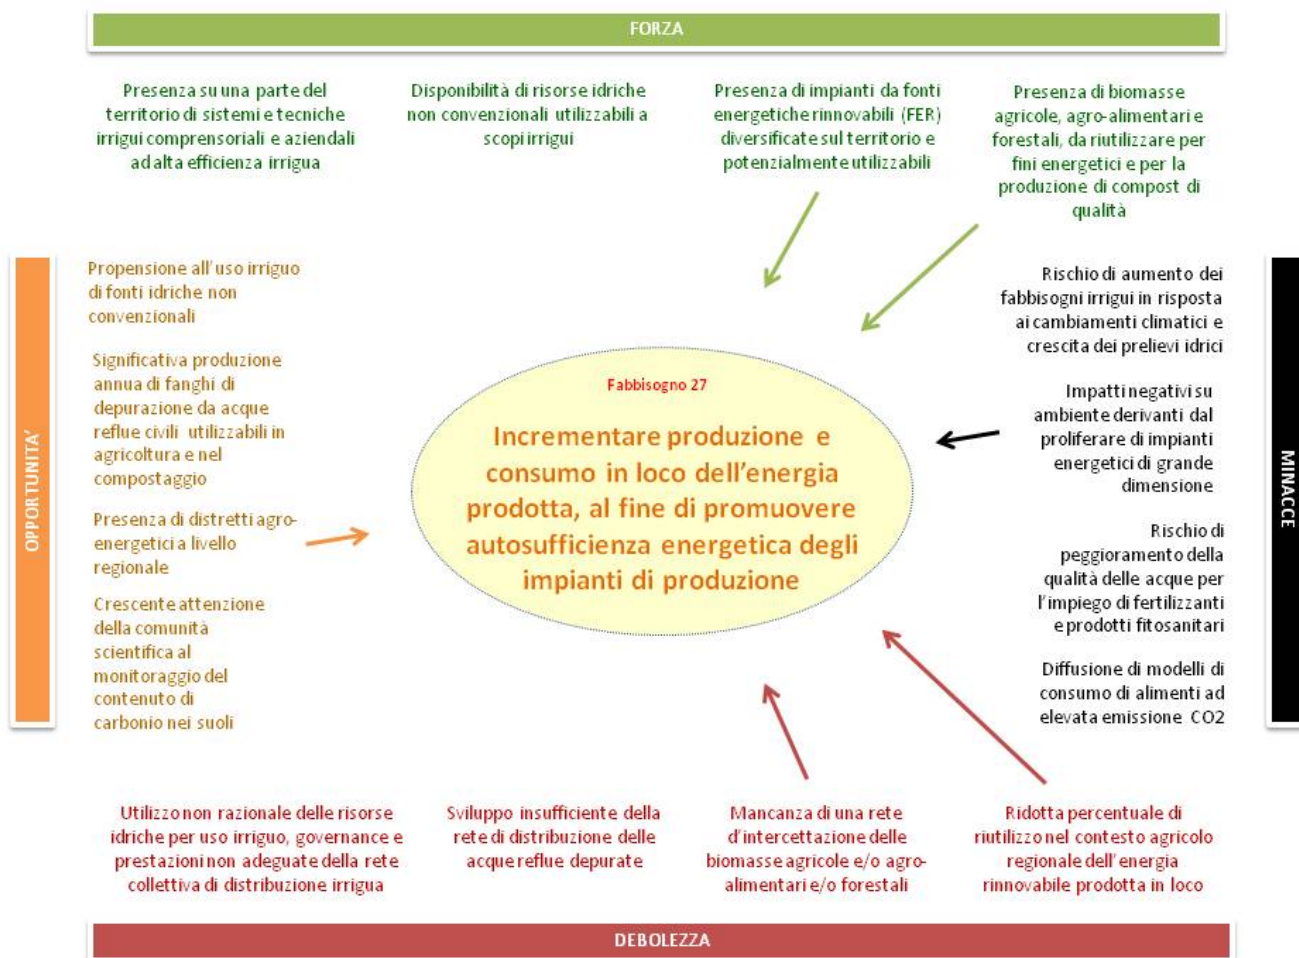 FORZA
Presenza su una parte del
territorio di sistemi e tecniche
irrigui comprensoriali e aziendali
ad alta efficienza irrigua
Disponibilità di risorse idriche
non convenzionali utilizzabili a
scopi irrigui
Presenza di impianti da fonti
energetiche rinnovabili (FER)
diversificate sul territorio e
potenzialmente utilizzabili
Presenza di biomasse
agricole, agro-alimentari e
forestali, da riutilizzare per
fini energetici e per la
produzione di compost di
qualità
OPPORTUNITA'
Propensione all'uso irriguo
di fonti idriche non
convenzionali
Significativa produzione
annua di fanghi di
depurazione da acque
reflue civili utilizzabili in
agricoltura e nel
compostaggio
Presenza di distretti agro-
energetici a livello
regionale
Crescente attenzione
della comunità
scientifica al
monitoraggio del
contenuto di
carbonio nei suoli
Fabbisogno 27
Incrementare produzione e
consumo in loco dell'energia
prodotta, al fine di promuovere
autosufficienza energetica degli
impianti di produzione
Rischio di aumento dei
fabbisogni irrigui in risposta
ai cambiamenti climatici e
crescita dei prelievi idrici
Impatti negativi su
ambiente derivanti dal
proliferare di impianti
energetici di grande
dimensione
Rischio di
peggioramento della
qualità delle acque per
l'impiego di fertilizzanti
e prodotti fitosanitari
Diffusione di modelli di
consumo di alimenti ad
elevata emissione CO2
MINACCE
Utilizzo non razionale delle risorse
idriche per uso irriguo, governance e
prestazioni non adeguate della rete
collettiva di distribuzione irrigua
Sviluppo insufficiente della
rete di distribuzione delle
acque reflue depurate
Mancanza di una rete
d'intercettazione delle
biomasse agricole e/o agro-
alimentari e/o forestali
Ridotta percentuale di
riutilizzo nel contesto agricolo
regionale dell'energia
rinnovabile prodotta in loco
DEBOLEZZA